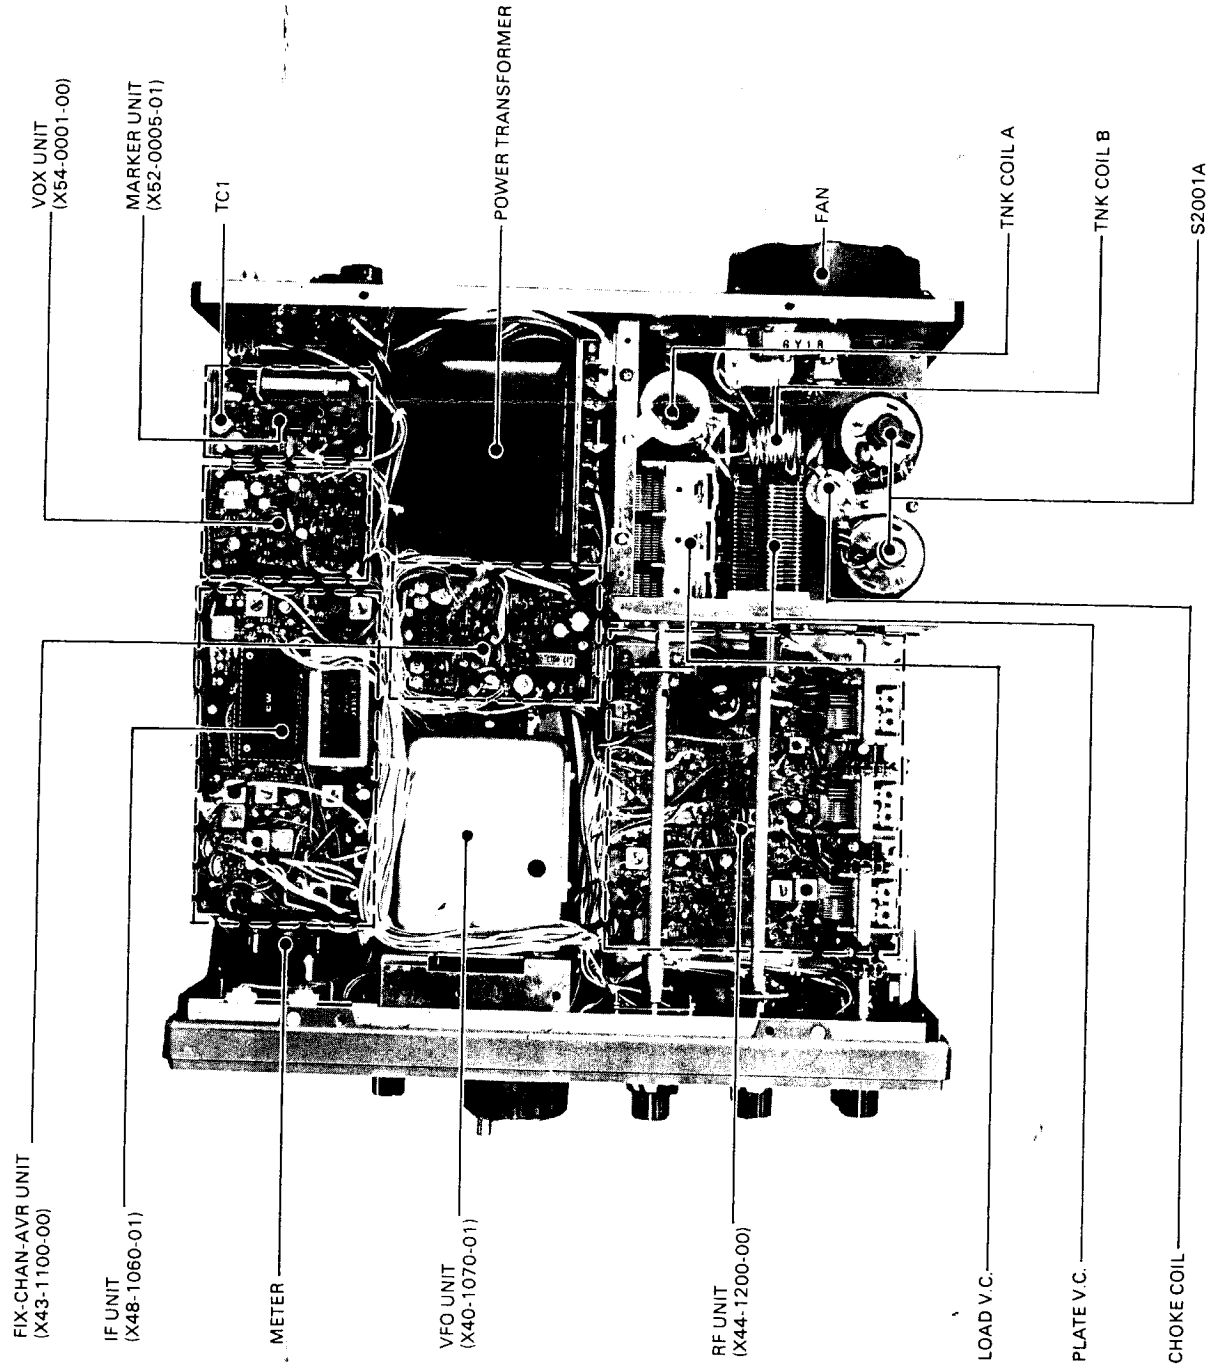 VOX UNIT
(X54-0001-00)
MARKER UNIT
(X52-0005-01)
TC1
POWER TRANSFORMER
FAN
TNK COIL A
TNK COIL B
S2001A
FIX-CHAN-AVR UNIT
(X43-1100-00)
IF UNIT
(X48-1060-01)
METER
VFO UNIT
(X40-1070-01)
RF UNIT
(X44-1200-00)
LOAD V.C.
PLATE V.C.
CHOKE COIL
6Y1A